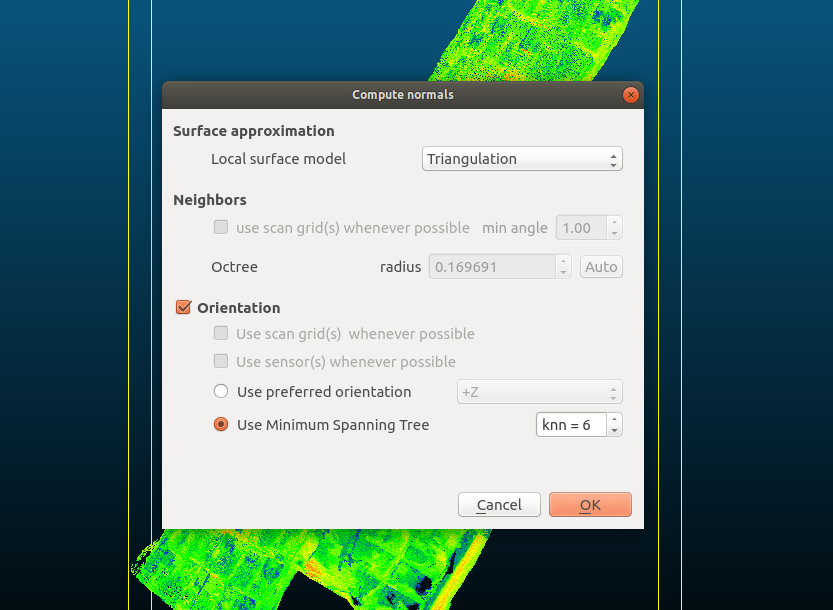 Compute normals
Surface approximation
Local surface model Triangulation
Neighbors
use scan grid(s) whenever possible min angle 1.00
Octree radius 0.169691 Auto
Orientation
Use scan grid(s) whenever possible
Use sensor(s) whenever possible
Use preferred orientation +Z
Use Minimum Spanning Tree knn = 6
Cancel OK